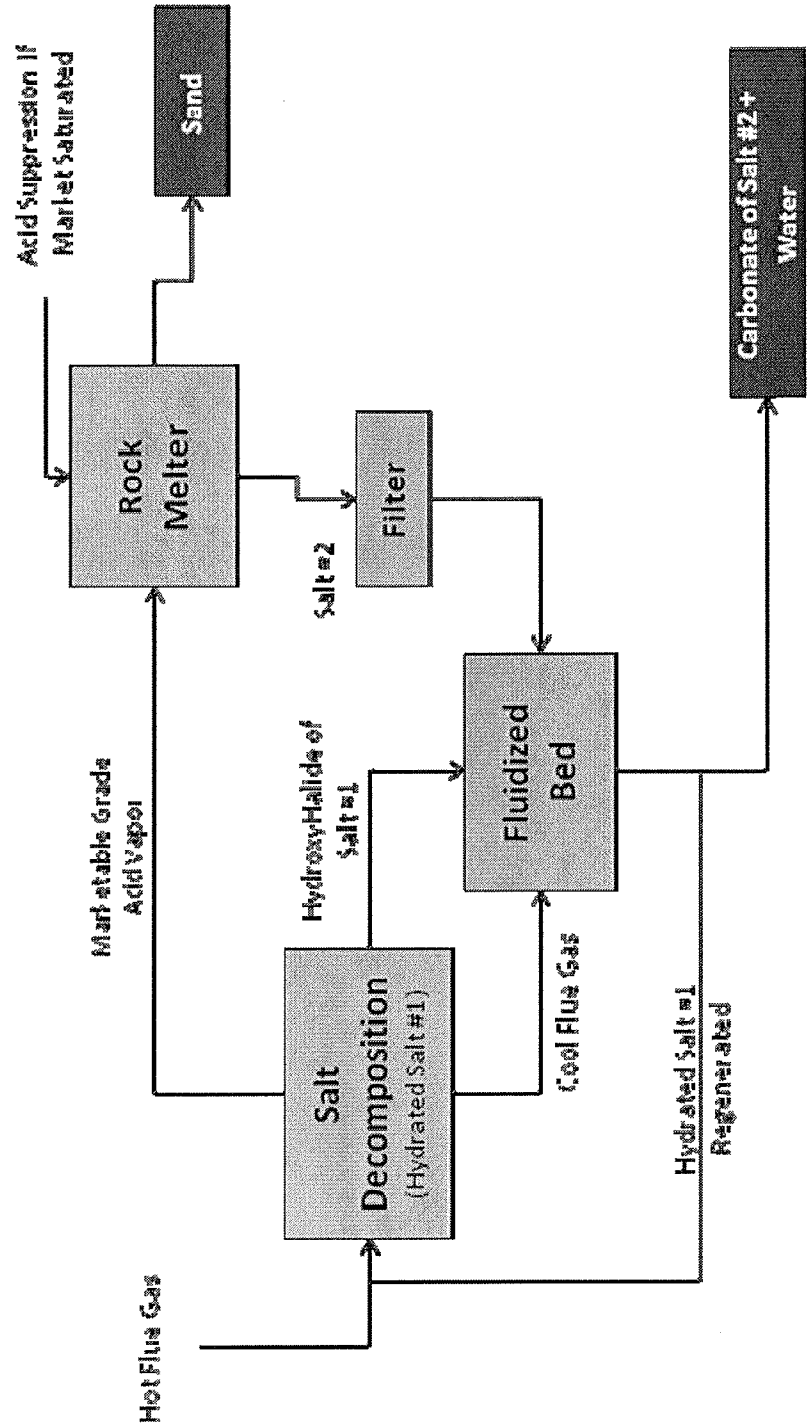 Hot Flue Gas
Salt
Decomposition
(Hydrated Salt #1)
Marketable Grade
Acid Vapor
Hydroxy Halide of
Salt #1
Cool Flue Gas
Hydrated Salt #1
Regenerated
Fluidized
Bed
Salt #2
Filter
Rock
Melter
Acid Suppression If
Market Saturated
Sand
Carbonate of Salt #2 +
Water